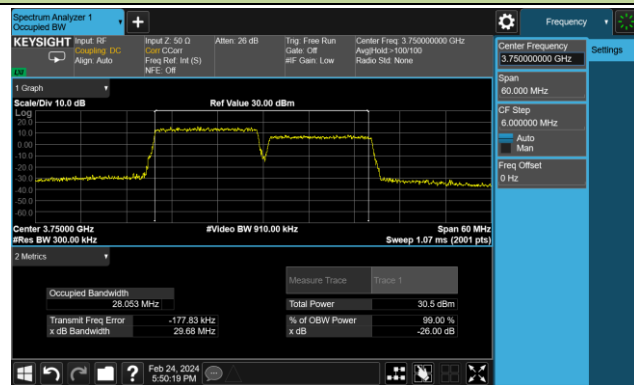 Spectrum Analyzer 1
Occupied BW
+
Frequency
KEYSIGHT
Input: RF
Coupling: DC
Align: Auto
Input Z: 50 Ω
Corr CCorr
Freq Ref: Int (S)
NFE: Off
Atten: 26 dB
Trig: Free Run
Gate: Off
#IF Gain: Low
Center Freq: 3.750000000 GHz
Avg|Hold:>100/100
Radio Std: None
Center Frequency
3.750000000 GHz
Settings
Span
60.000 MHz
CF Step
6.000000 MHz
Auto
Man
Freq Offset
0 Hz
1 Graph
Scale/Div 10.0 dB
Ref Value 30.00 dBm
Log
20.0
10.0
0.00
-10.0
-20.0
-30.0
-40.0
-50.0
-60.0
Center 3.75000 GHz
#Video BW 910.00 kHz
Span 60 MHz
#Res BW 300.00 kHz
Sweep 1.07 ms (2001 pts)
2 Metrics
Measure Trace
Trace 1
Occupied Bandwidth
28.053 MHz
Total Power
30.5 dBm
Transmit Freq Error
-177.83 kHz
% of OBW Power
99.00 %
x dB Bandwidth
29.68 MHz
x dB
-26.00 dB
?
Feb 24, 2024
5:50:19 PM